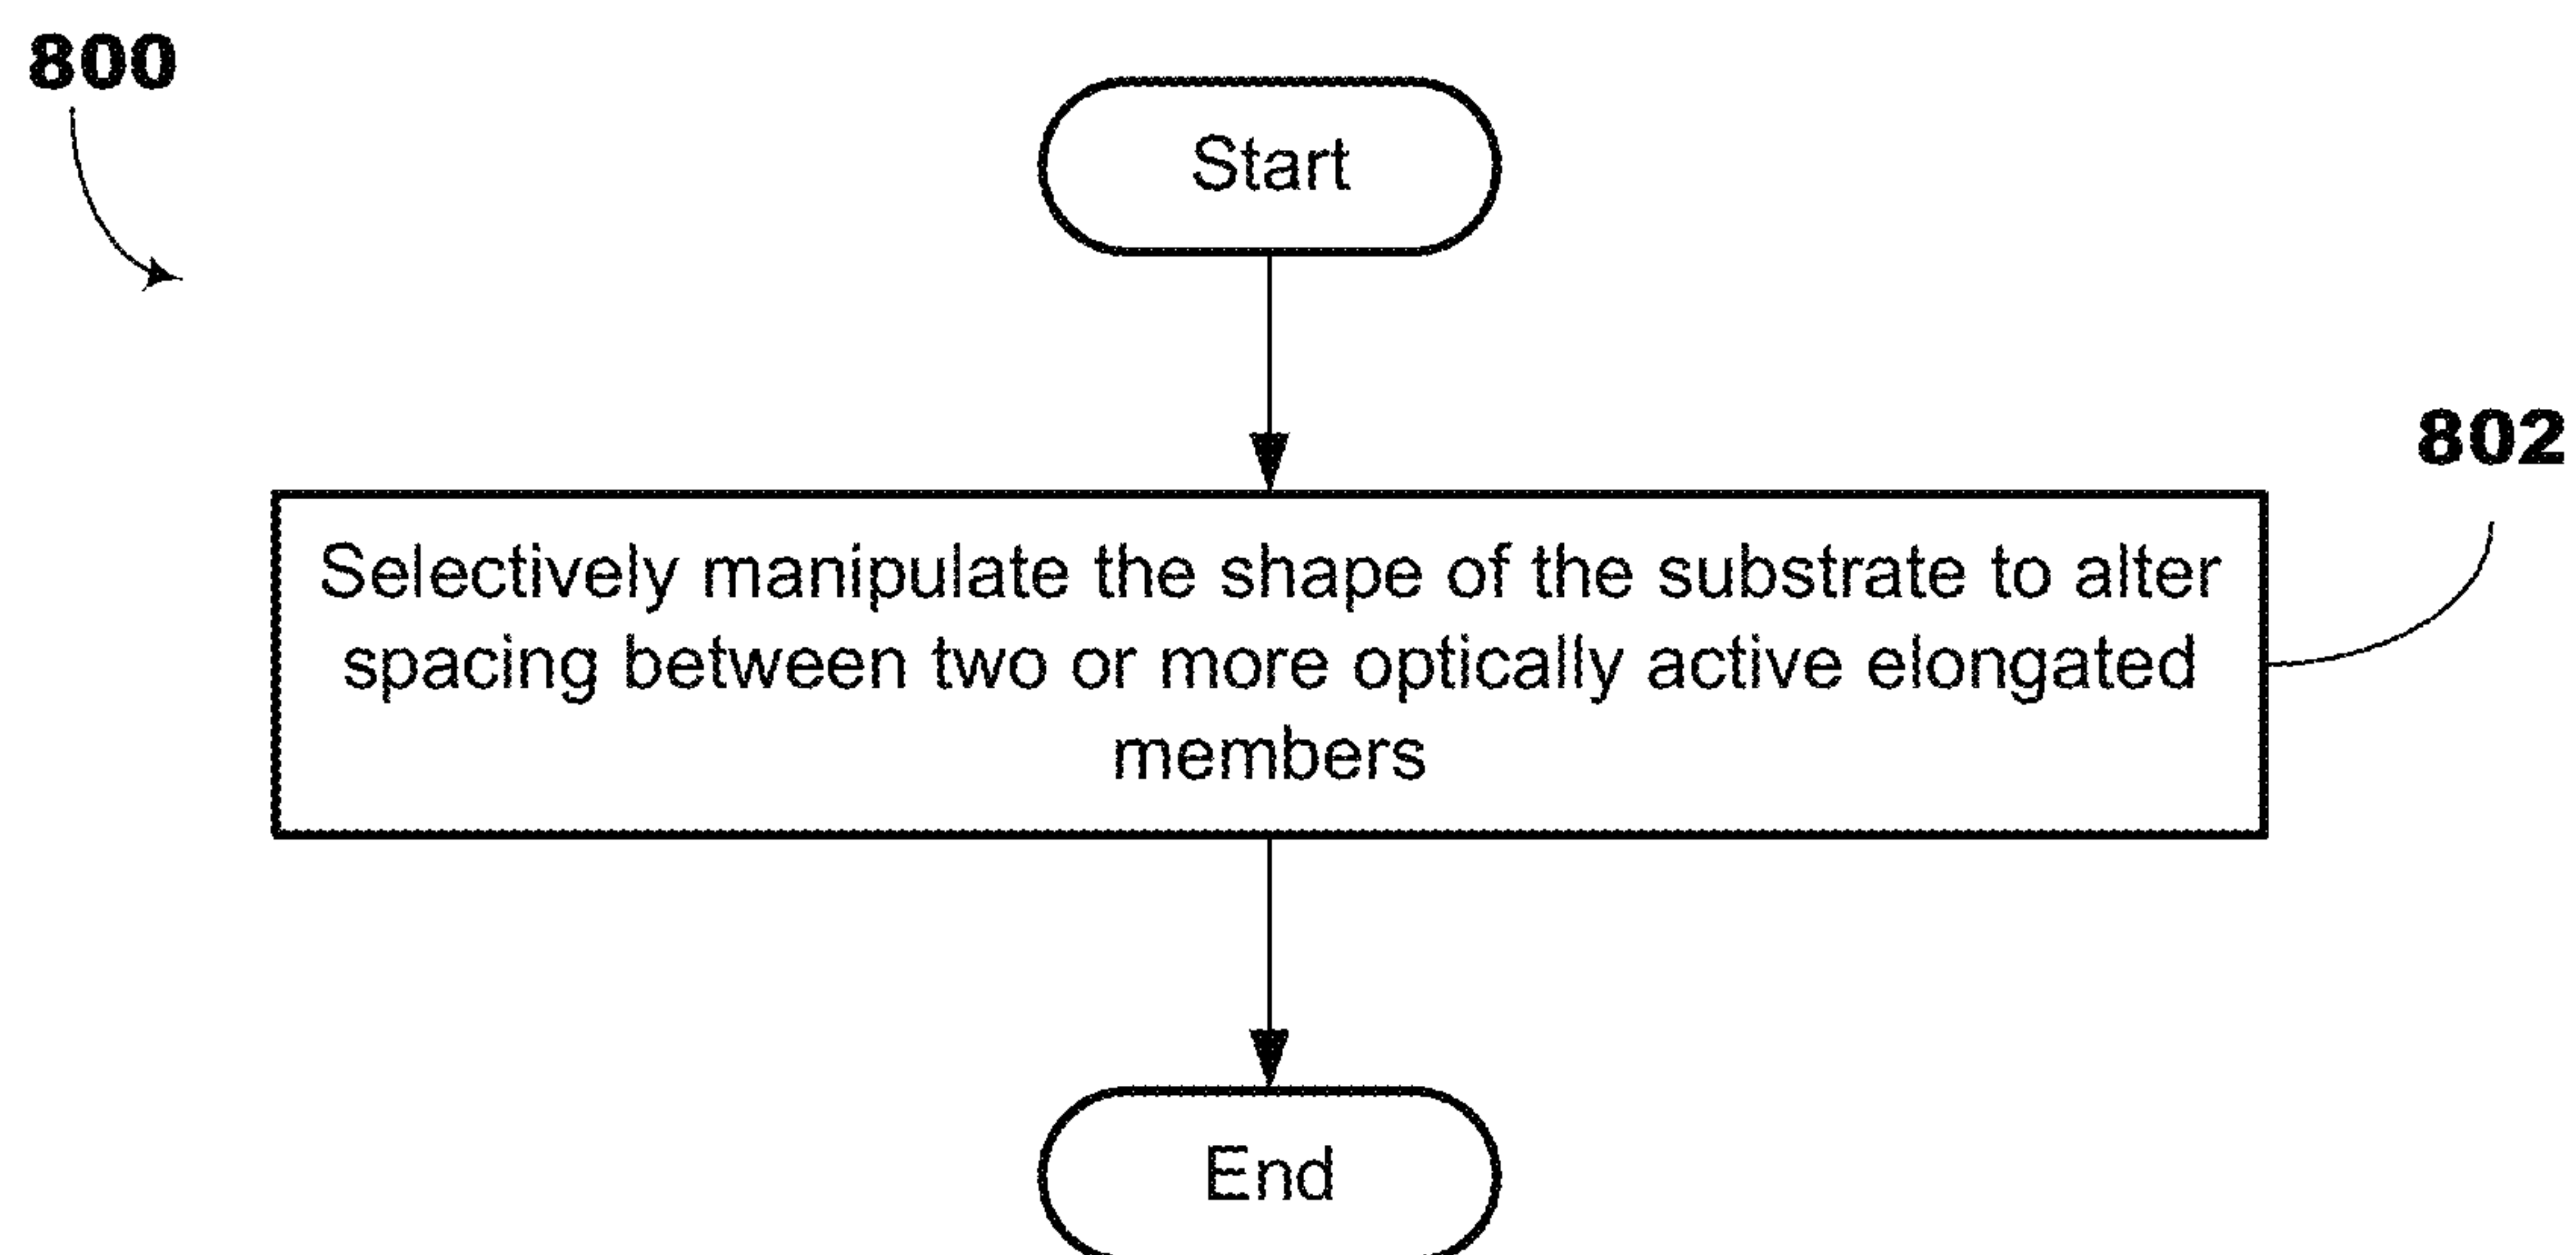 800
Start
802
Selectively manipulate the shape of the substrate to alter
spacing between two or more optically active elongated
members
End